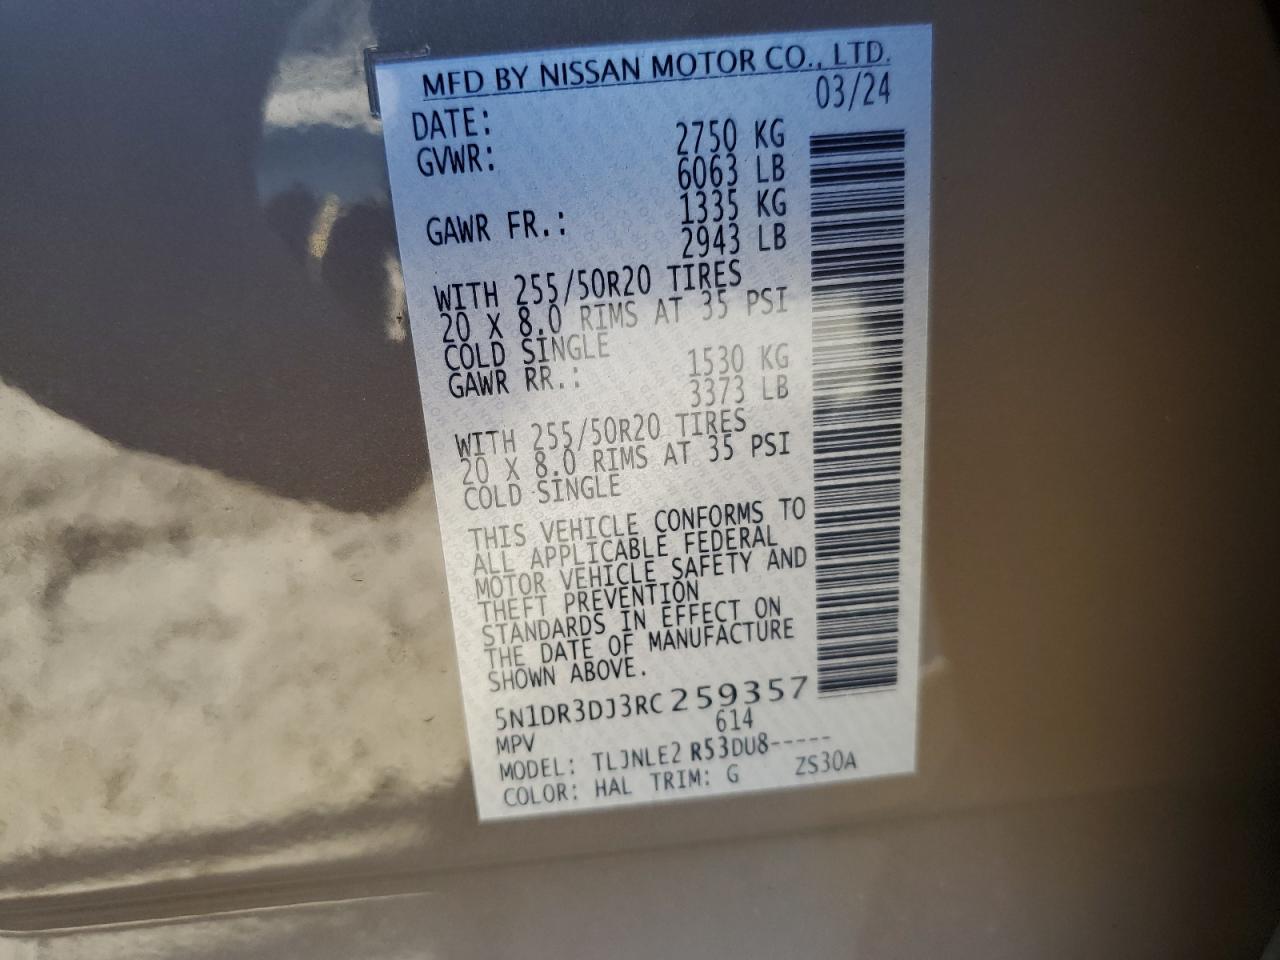 MFD BY NISSAN MOTOR CO., LTD.
DATE: 03/24
GVWR: 2750 KG
6063 LB
GAWR FR.: 1335 KG
2943 LB
WITH 255/50R20 TIRES
20 X 8.0 RIMS AT 35 PSI
COLD SINGLE
GAWR RR.: 1530 KG
3373 LB
WITH 255/50R20 TIRES
20 X 8.0 RIMS AT 35 PSI
COLD SINGLE
THIS VEHICLE CONFORMS TO
ALL APPLICABLE FEDERAL
MOTOR VEHICLE SAFETY AND
THEFT PREVENTION
STANDARDS IN EFFECT ON
THE DATE OF MANUFACTURE
SHOWN ABOVE.
5N1DR3DJ3RC259357
MPV 614
MODEL: TLJNLE2 R53DU8-----
COLOR: HAL TRIM: G ZS30A